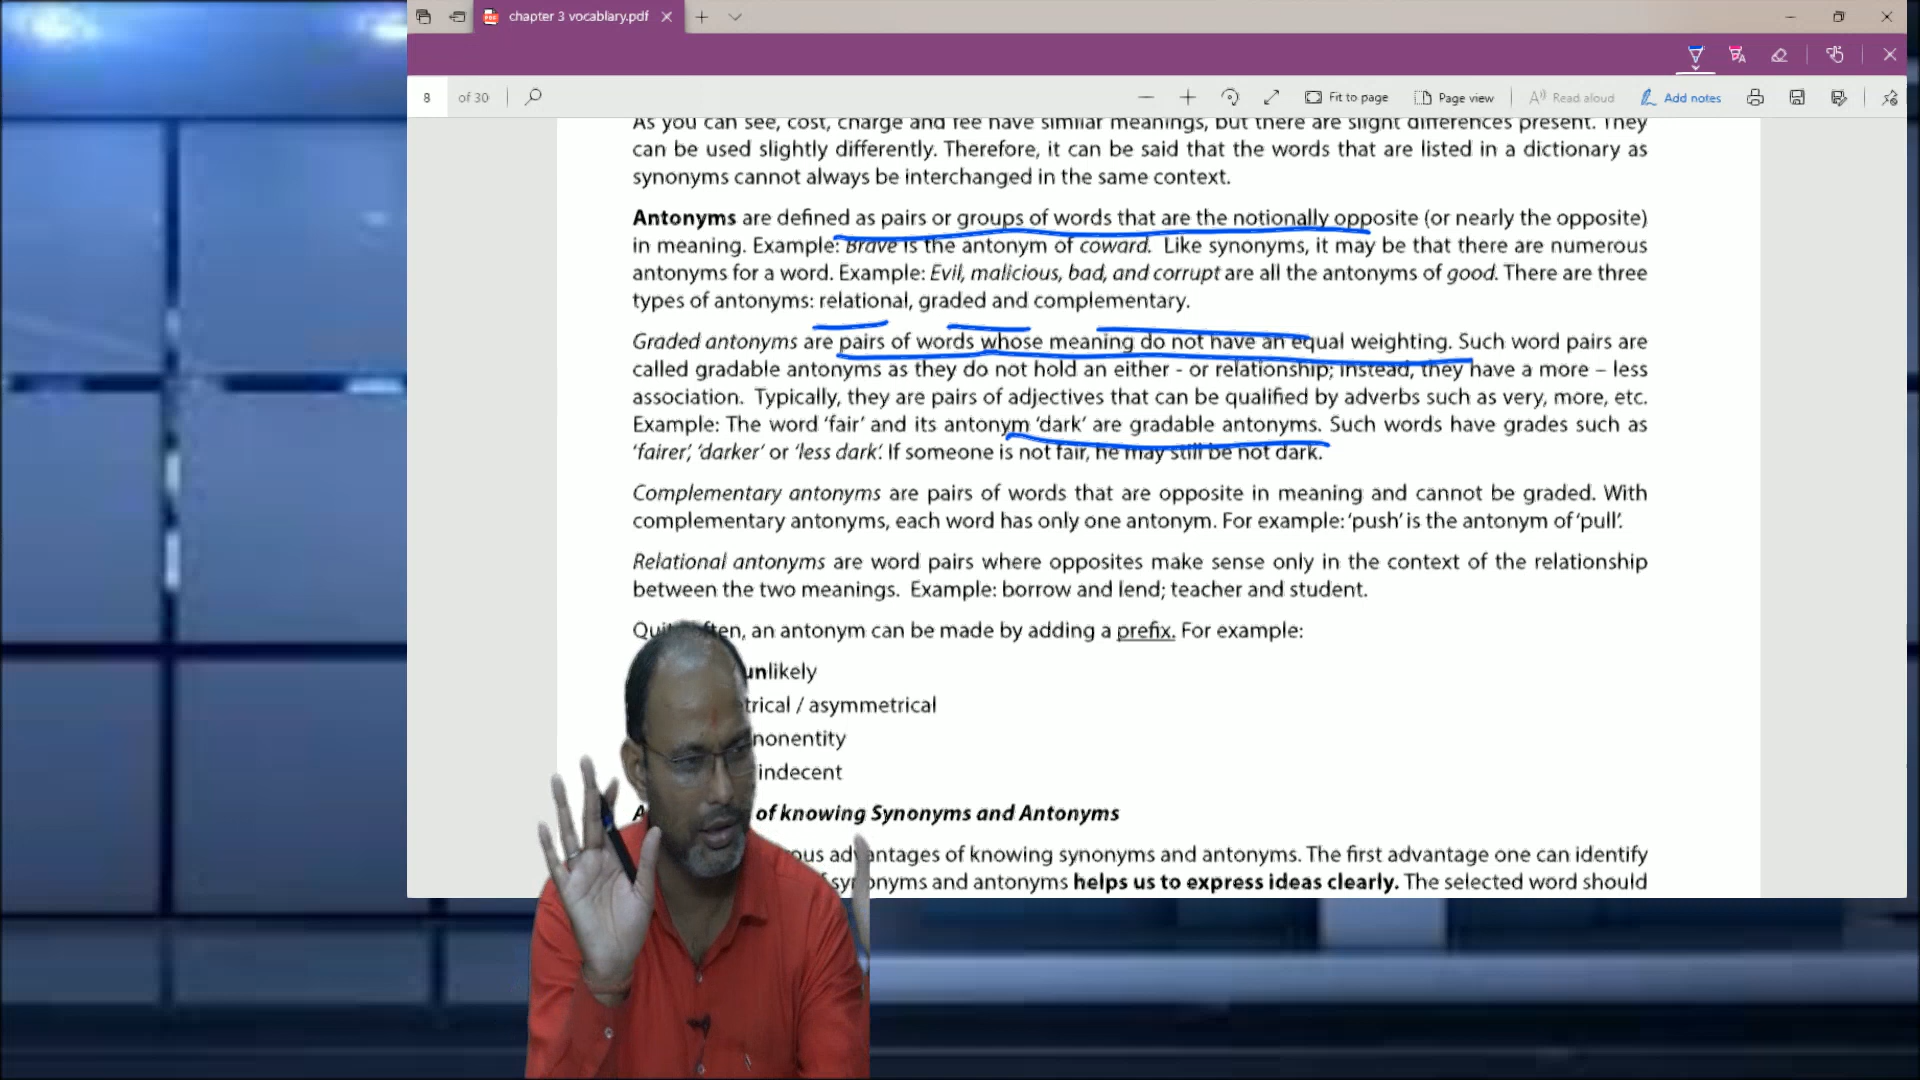 chapter 3 vocablary.pdf
8 of 30 Fit to page Page view Read aloud Add notes
As you can see, cost, charge and fee have similar meanings, but there are slight differences present. They
can be used slightly differently. Therefore, it can be said that the words that are listed in a dictionary as
synonyms cannot always be interchanged in the same context.
Antonyms are defined as pairs or groups of words that are the notionally opposite (or nearly the opposite)
in meaning. Example: Brave is the antonym of coward. Like synonyms, it may be that there are numerous
antonyms for a word. Example: Evil, malicious, bad, and corrupt are all the antonyms of good. There are three
types of antonyms: relational, graded and complementary.
Graded antonyms are pairs of words whose meaning do not have an equal weighting. Such word pairs are
called gradable antonyms as they do not hold an either - or relationship; instead, they have a more – less
association. Typically, they are pairs of adjectives that can be qualified by adverbs such as very, more, etc.
Example: The word ‘fair’ and its antonym ‘dark’ are gradable antonyms. Such words have grades such as
‘fairer’, ‘darker’ or ‘less dark’. If someone is not fair, he may still be not dark.
Complementary antonyms are pairs of words that are opposite in meaning and cannot be graded. With
complementary antonyms, each word has only one antonym. For example: ‘push’ is the antonym of ‘pull’.
Relational antonyms are word pairs where opposites make sense only in the context of the relationship
between the two meanings. Example: borrow and lend; teacher and student.
an antonym can be made by adding a prefix. For example:
unlikely
/ asymmetrical
nonentity
indecent
of knowing Synonyms and Antonyms
advantages of knowing synonyms and antonyms. The first advantage one can identify
synonyms and antonyms helps us to express ideas clearly. The selected word should